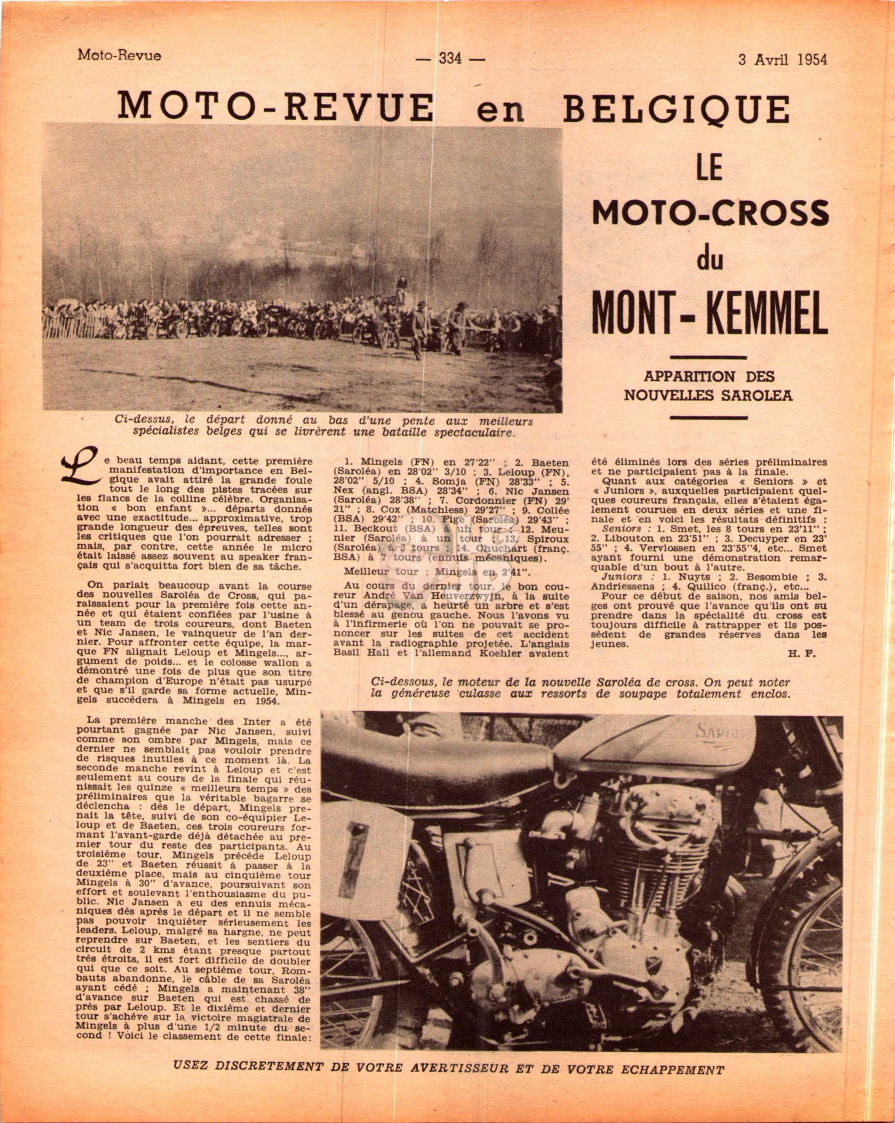 Moto-Revue
— 334 —
3 Avril 1954
MOTO-REVUE en BELGIQUE
LE
MOTO-CROSS
du
MONT-KEMMEL
APPARITION DES
NOUVELLES SAROLEA
Ci-dessus, le départ donné au bas d'une pente aux meilleurs
spécialistes belges qui se livrèrent une bataille spectaculaire.
Le beau temps aidant, cette première
manifestation d'importance en Bel-
gique avait attiré la grande foule
tout le long des pistes tracées sur
les flancs de la colline célèbre. Organisa-
tion « bon enfant »... départs donnés
avec une exactitude... approximative, trop
grande longueur des épreuves, telles sont
les critiques que l'on pourrait adresser ;
mais, par contre, cette année le micro
était laissé assez souvent au speaker fran-
çais qui s'acquitta fort bien de sa tâche.
On parlait beaucoup avant la course
des nouvelles Saroléa de Cross, qui pa-
raissaient pour la première fois cette an-
née et qui étaient confiées par l'usine à
un team de trois coureurs, dont Baeten
et Nic Jansen, le vainqueur de l'an der-
nier. Pour affronter cette équipe, la mar-
que FN alignait Leloup et Mingels..., ar-
gument de poids... et le colosse wallon a
démontré une fois de plus que son titre
de champion d'Europe n'était pas usurpé
et que s'il garde sa forme actuelle, Min-
gels succèdera à Mingels en 1954.
La première manche des Inter a été
pourtant gagnée par Nic Jansen, suivi
comme son ombre par Mingels, mais ce
dernier ne semblait pas vouloir prendre
de risques inutiles à ce moment là. La
seconde manche revint à Leloup et c'est
seulement au cours de la finale qui réu-
nissait les quinze « meilleurs temps » des
préliminaires que la véritable bagarre se
déclencha : dès le départ, Mingels pre-
nait la tête, suivi de son co-équipier Le-
loup et de Baeten, ces trois coureurs for-
mant l'avant-garde déjà détachée au pre-
mier tour du reste des participants. Au
troisième tour, Mingels précède Leloup
de 23'' et Baeten réussit à passer à la
deuxième place, mais au cinquième tour
Mingels à 30'' d'avance, poursuivant son
effort et soulevant l'enthousiasme du pu-
blic. Nic Jansen a eu des ennuis méca-
niques dès après le départ et il ne semble
pas pouvoir inquiéter sérieusement les
leaders, Leloup, malgré sa hargne, ne peut
reprendre sur Baeten, et les sentiers du
circuit de 2 kms étant presque partout
très étroits, il est fort difficile de doubler
qui que ce soit. Au septième tour, Rom-
bauts abandonne, le câble de sa Saroléa
ayant cédé ; Mingels a maintenant 38''
d'avance sur Baeten qui est chassé de
près par Leloup. Et le dixième et dernier
tour s'achève sur la victoire magistrale de
Mingels à plus d'une 1/2 minute du se-
cond ! Voici le classement de cette finale:
1. Mingels (FN) en 27'22'' ; 2. Baeten
(Saroléa) en 28'02'' 3/10 ; 3. Leloup (FN),
28'02'' 5/10 ; 4. Somja (FN) 28'33'' ; 5.
Nex (angl. BSA) 28'34'' ; 6. Nic Jansen
(Saroléa) 28'38'' ; 7. Cordonnier (FN) 29'
21'' ; 8. Cox (Matchless) 29'27'' ; 9. Collée
(BSA) 29'42'' ; 10. Fige (Saroléa) 29'43'' ;
11. Beckout (BSA) à un tour ; 12. Meu-
nier (Saroléa) à un tour ; 13. Spiroux
(Saroléa) à 3 tours ; 14. Chuchart (franç.
BSA) à 7 tours (ennuis mécaniques).
Meilleur tour : Mingels en 2'41''.
Au cours du dernier tour, le bon cou-
reur André Van Heuverzwyjn, à la suite
d'un dérapage, a heurté un arbre et s'est
blessé au genou gauche. Nous l'avons vu
à l'infirmerie où l'on ne pouvait se pro-
noncer sur les suites de cet accident
avant la radiographie projetée. L'anglais
Basil Hall et l'allemand Koehler avaient
été éliminés lors des séries préliminaires
et ne participaient pas à la finale.
Quant aux catégories « Seniors » et
« Juniors », auxquelles participaient quel-
ques coureurs français, elles s'étaient éga-
lement courues en deux séries et une fi-
nale et en voici les résultats définitifs :
Seniors : 1. Smet, les 8 tours en 23'11'' ;
2. Libouton en 23'51'' ; 3. Decuyper en 23'
55'' ; 4. Vervlossen en 23'55''4, etc... Smet
ayant fourni une démonstration remar-
quable d'un bout à l'autre.
Juniors : 1. Nuyts ; 2. Besombie ; 3.
Andriessens ; 4. Quilico (franç.), etc...
Pour ce début de saison, nos amis bel-
ges ont prouvé que l'avance qu'ils ont su
prendre dans la spécialité du cross est
toujours difficile à rattrapper et ils pos-
sèdent de grandes réserves dans les
jeunes.
H. F.
Ci-dessous, le moteur de la nouvelle Saroléa de cross. On peut noter
la généreuse culasse aux ressorts de soupape totalement enclos.
SAROLEA
USEZ DISCRETEMENT DE VOTRE AVERTISSEUR ET DE VOTRE ECHAPPEMENT